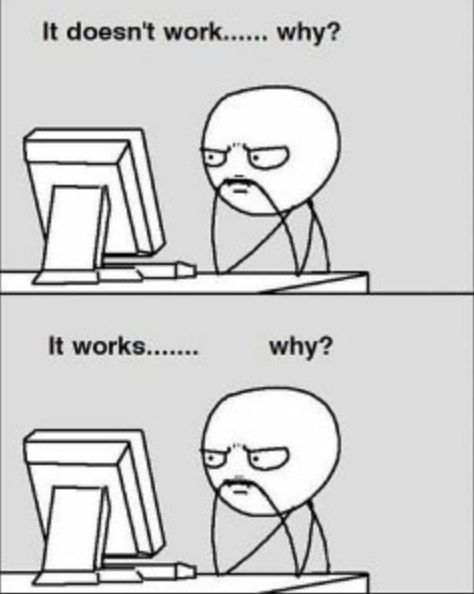 It doesn't work...... why?
It works....... why?